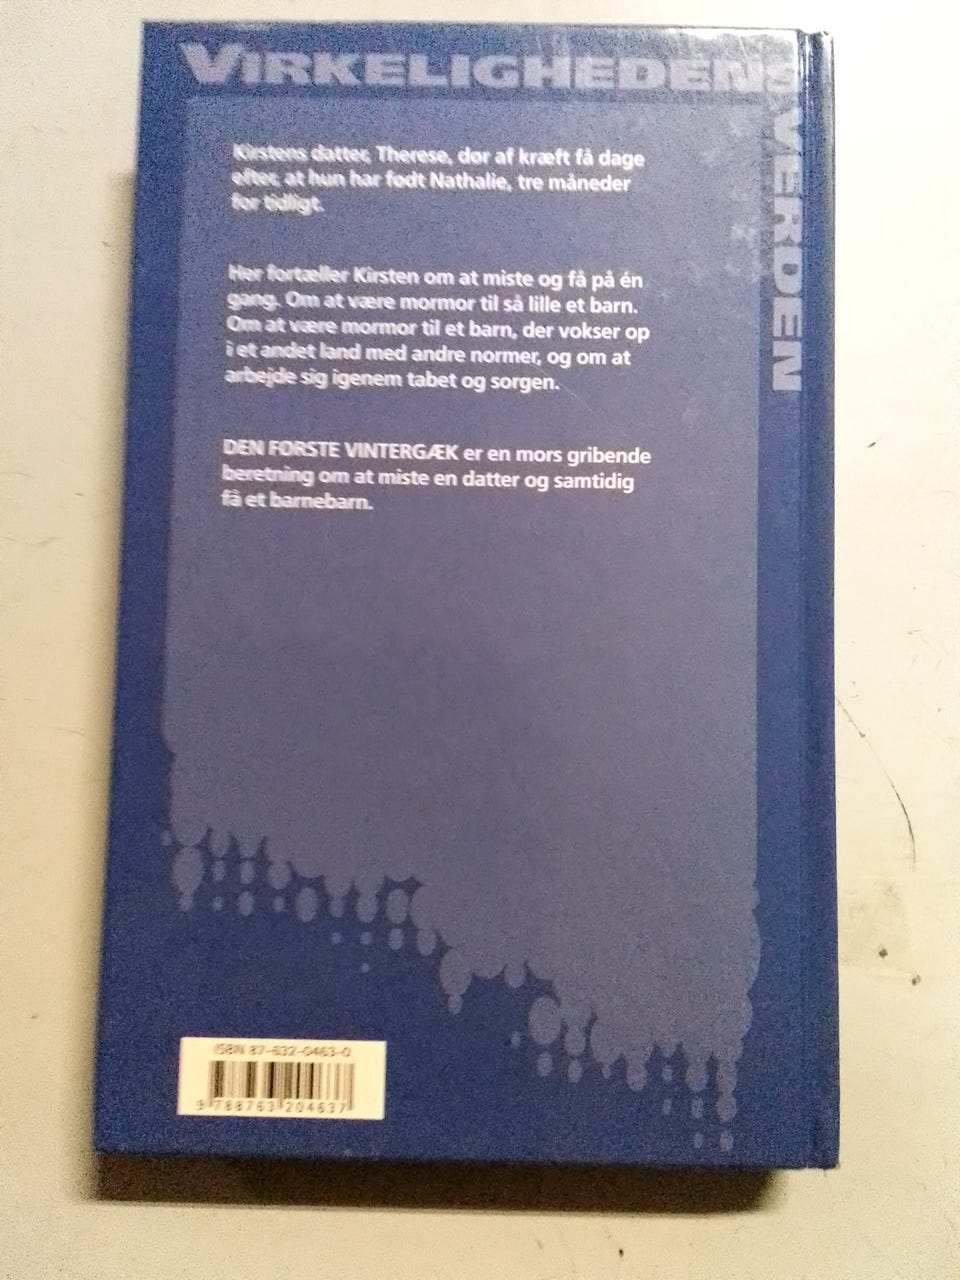 VIRKELIGHEDENS VERDEN
Kirstens datter, Therese, dør af kræft få dage
efter, at hun har født Nathalie, tre måneder
for tidligt.
Her fortæller Kirsten om at miste og få på én
gang. Om at være mormor til så lille et barn.
Om at være mormor til et barn, der vokser op
i et andet land med andre normer, og om at
arbejde sig igenem tabet og sorgen.
DEN FØRSTE VINTERGÆK er en mors gribende
beretning om at miste en datter og samtidig
få et barnebarn.
ISBN 87-632-0463-0
9 788763 204637